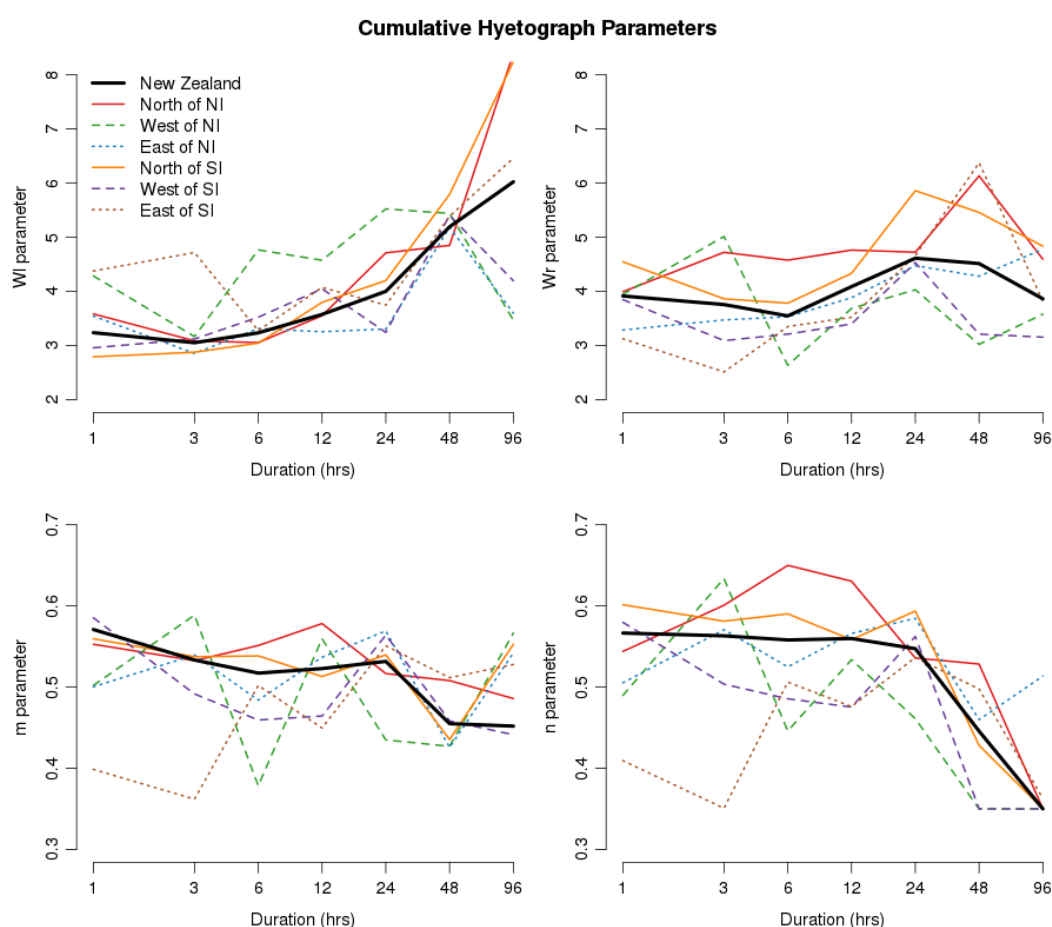 Cumulative Hyetograph Parameters
Wl parameter
8
7
6
5
4
3
2
New Zealand
North of NI
West of NI
East of NI
North of SI
West of SI
East of SI
1 3 6 12 24 48 96
Duration (hrs)
Wr parameter
8
7
6
5
4
3
2
1 3 6 12 24 48 96
Duration (hrs)
m parameter
0.7
0.6
0.5
0.4
0.3
1 3 6 12 24 48 96
Duration (hrs)
n parameter
0.7
0.6
0.5
0.4
0.3
1 3 6 12 24 48 96
Duration (hrs)